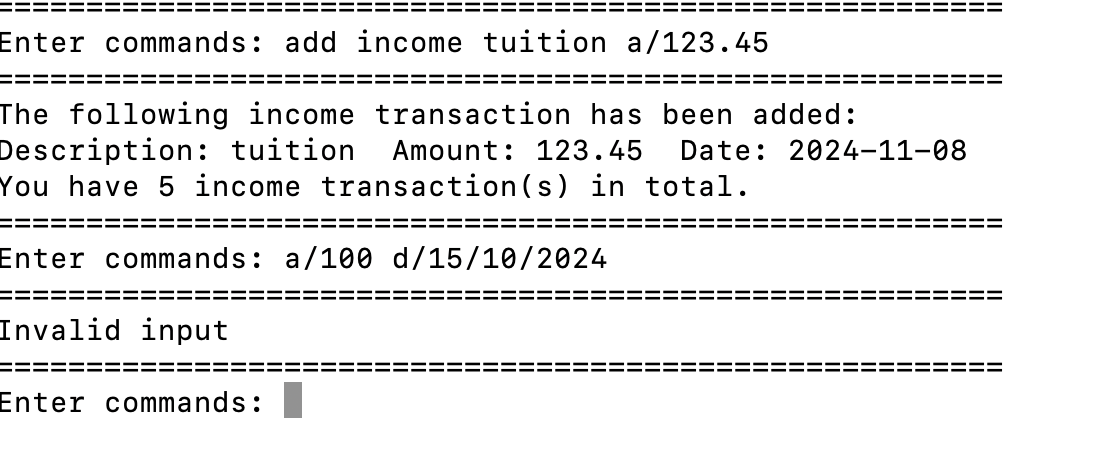 ========================================================
Enter commands: add income tuition a/123.45
========================================================
The following income transaction has been added:
Description: tuition  Amount: 123.45  Date: 2024-11-08
You have 5 income transaction(s) in total.
========================================================
Enter commands: a/100 d/15/10/2024
========================================================
Invalid input
========================================================
Enter commands: